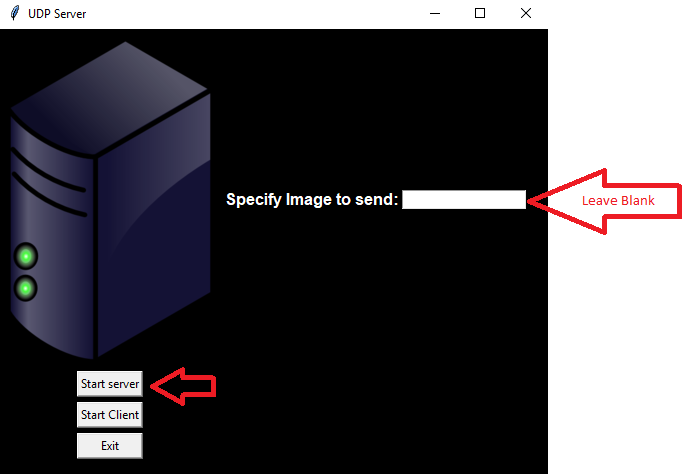 UDP Server
Specify Image to send:
Leave Blank
Start server
Start Client
Exit